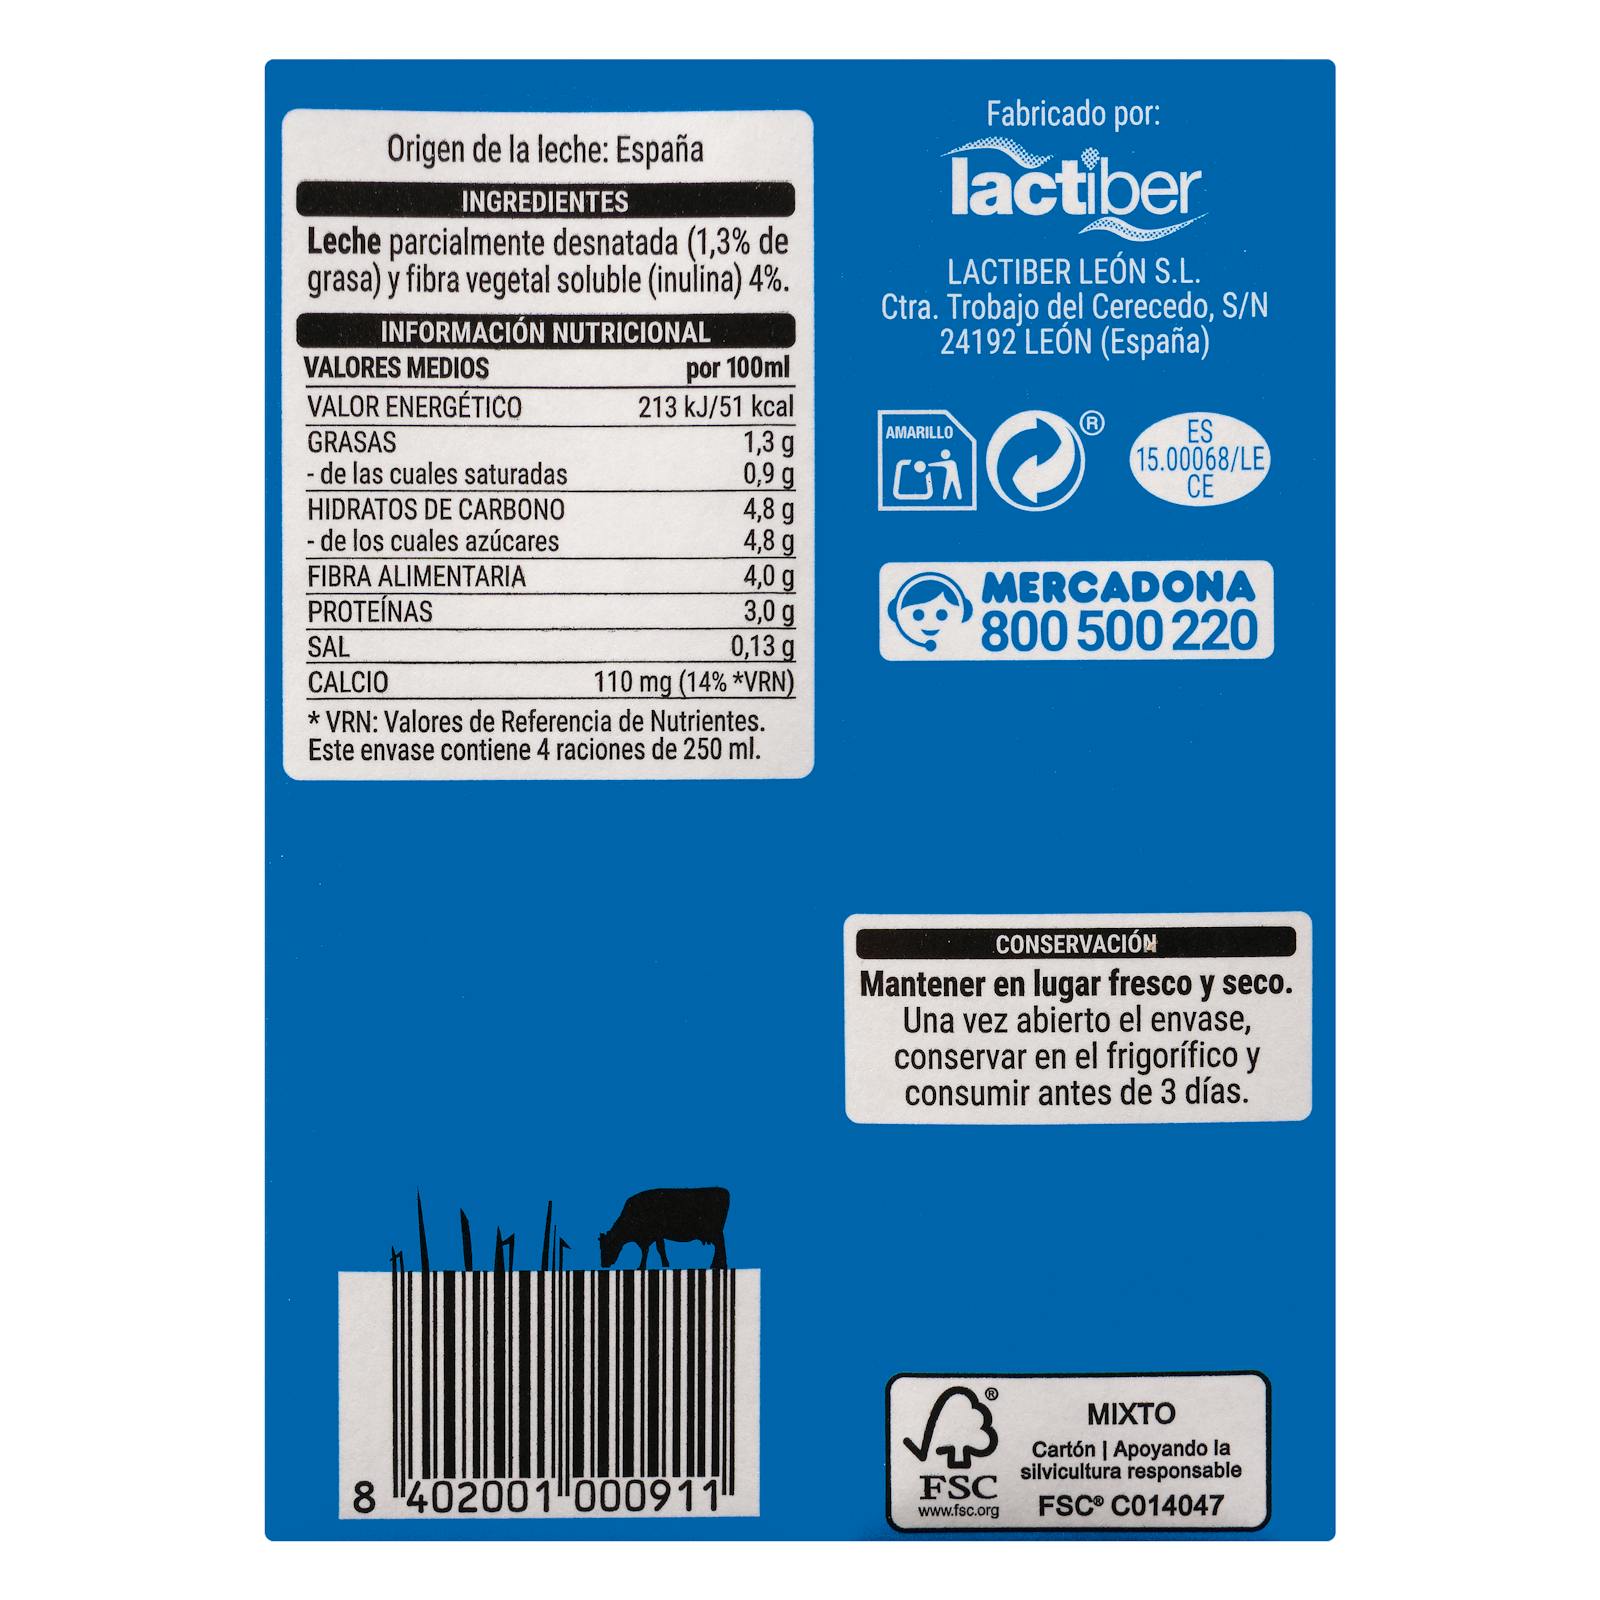 Origen de la leche: España
INGREDIENTES
Leche parcialmente desnatada (1,3% de
grasa) y fibra vegetal soluble (inulina) 4%.
INFORMACIÓN NUTRICIONAL
VALORES MEDIOS por 100ml
VALOR ENERGÉTICO 213 kJ/51 kcal
GRASAS 1,3 g
- de las cuales saturadas 0,9 g
HIDRATOS DE CARBONO 4,8 g
- de los cuales azúcares 4,8 g
FIBRA ALIMENTARIA 4,0 g
PROTEÍNAS 3,0 g
SAL 0,13 g
CALCIO 110 mg (14% *VRN)
* VRN: Valores de Referencia de Nutrientes.
Este envase contiene 4 raciones de 250 ml.
Fabricado por:
lactiber
LACTIBER LEÓN S.L.
Ctra. Trobajo del Cerecedo, S/N
24192 LEÓN (España)
AMARILLO
®
ES
15.00068/LE
CE
MERCADONA
800 500 220
CONSERVACIÓN
Mantener en lugar fresco y seco.
Una vez abierto el envase,
conservar en el frigorífico y
consumir antes de 3 días.
8 402001 000911
®
FSC
www.fsc.org
MIXTO
Cartón | Apoyando la
silvicultura responsable
FSC® C014047